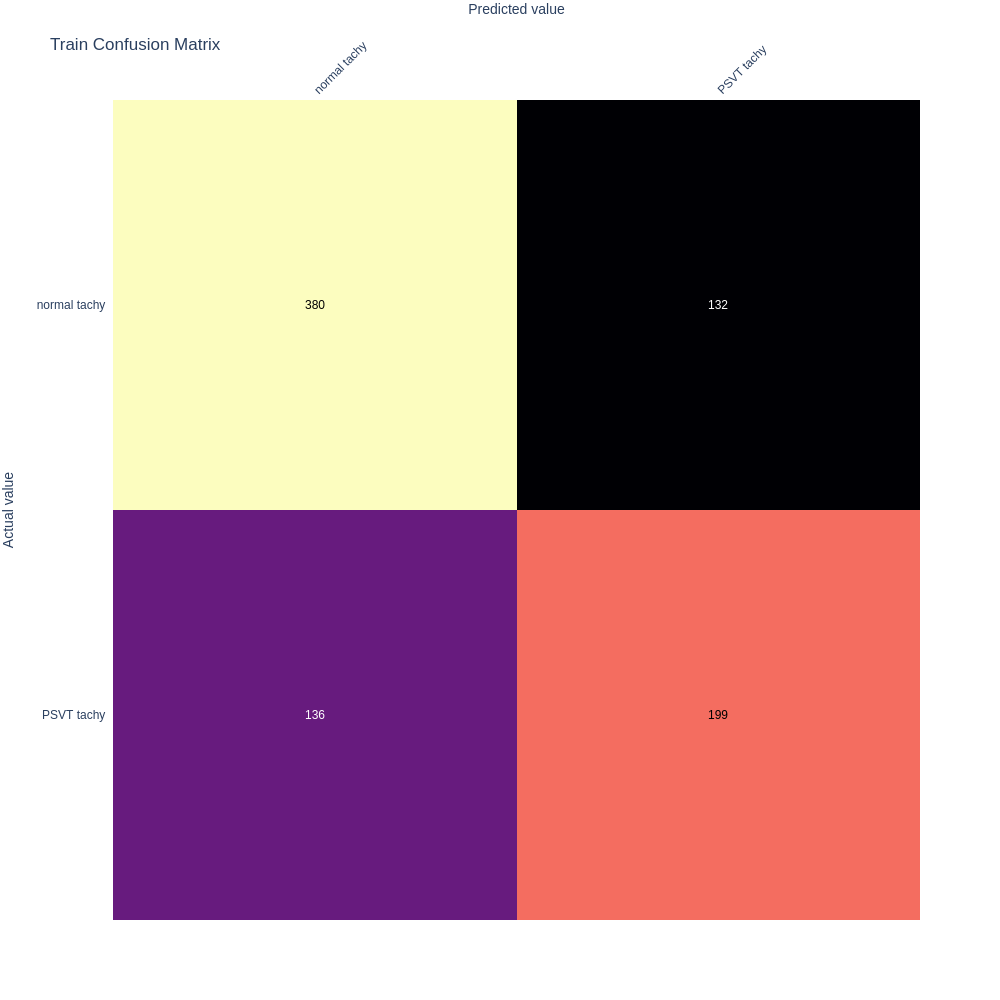 Predicted value
Train Confusion Matrix
normal tachy
PSVT tachy
normal tachy
380
132
Actual value
PSVT tachy
136
199